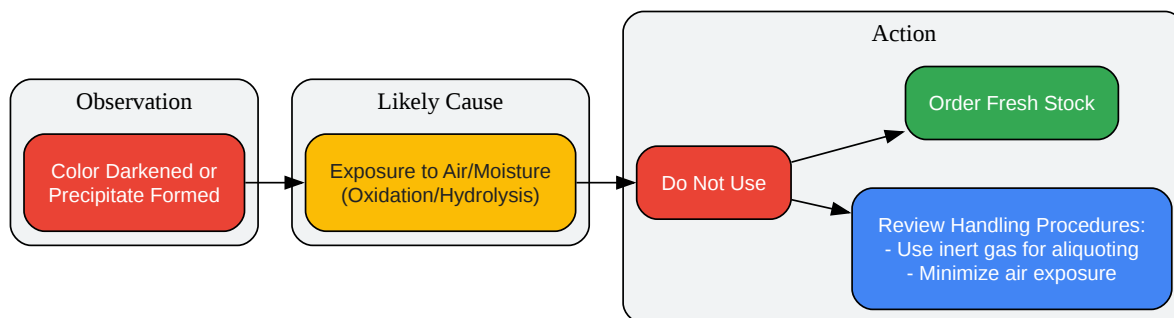 Observation
Color Darkened or
Precipitate Formed
Likely Cause
Exposure to Air/Moisture
(Oxidation/Hydrolysis)
Action
Do Not Use
Order Fresh Stock
Review Handling Procedures:
- Use inert gas for aliquoting
- Minimize air exposure